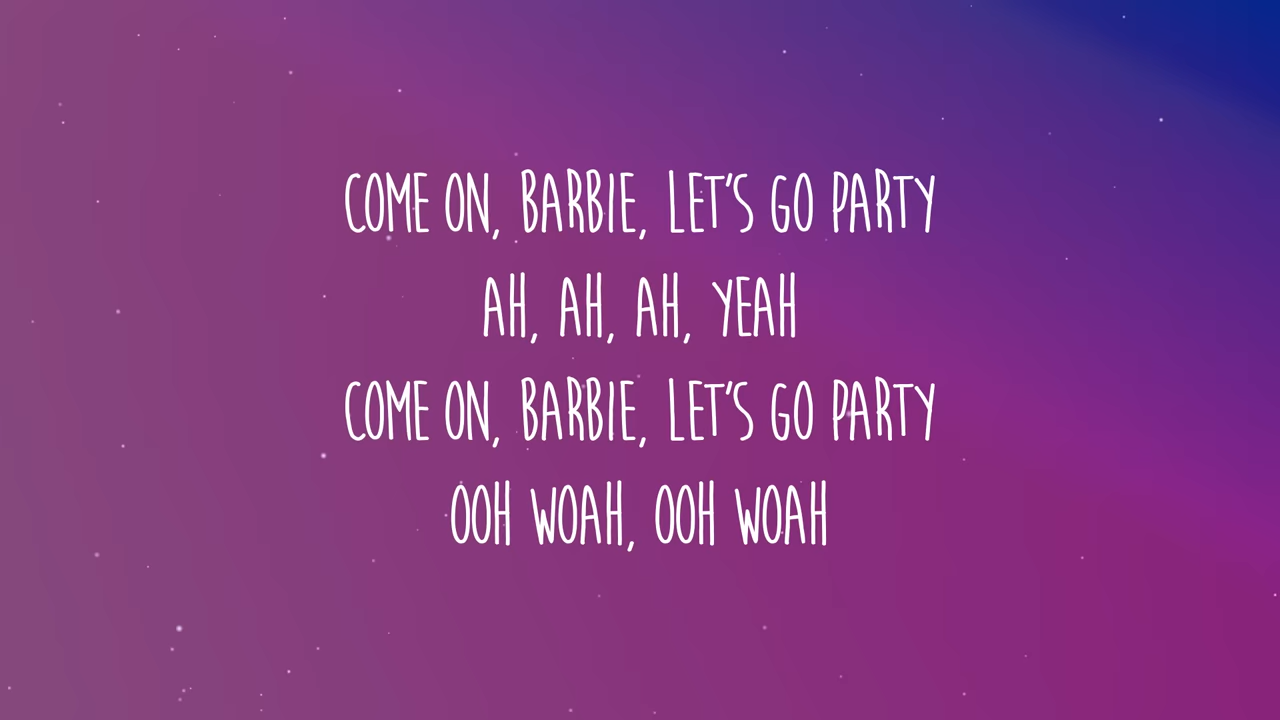 COME ON, BARBIE, LET'S GO PARTY
AH, AH, AH, YEAH
COME ON, BARBIE, LET'S GO PARTY
OOH WOAH, OOH WOAH